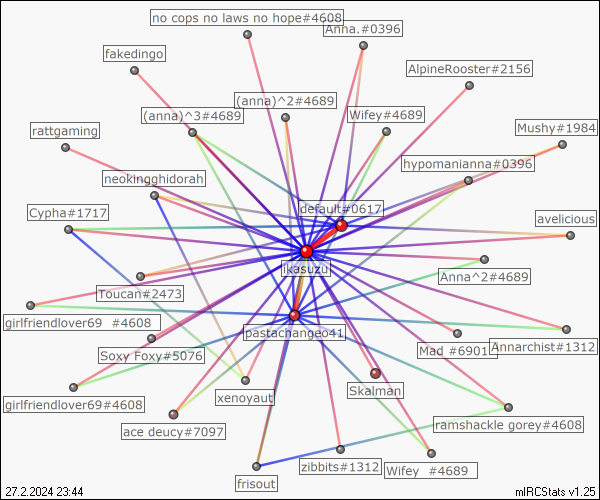 no cops no laws no hope#4608
Anna.#0396
fakedingo
AlpineRooster#2156
(anna)^2#4689
(anna)^3#4689
Wifey#4689
rattgaming
Mushy#1984
hypomanianna#0396
neokingghidorah
default#0617
Cypha#1717
avelicious
ikasuzu
Anna^2#4689
Toucan#2473
girlfriendlover69 #4608
pastachangeo41
Soxy Foxy#5076
Mad #6901
Annarchist#1312
xenoyaut
Skalman
girlfriendlover69#4608
ramshackle gorey#4608
ace deucy#7097
zibbits#1312
Wifey #4689
frisout
27.2.2024 23:44
mIRCStats v1.25